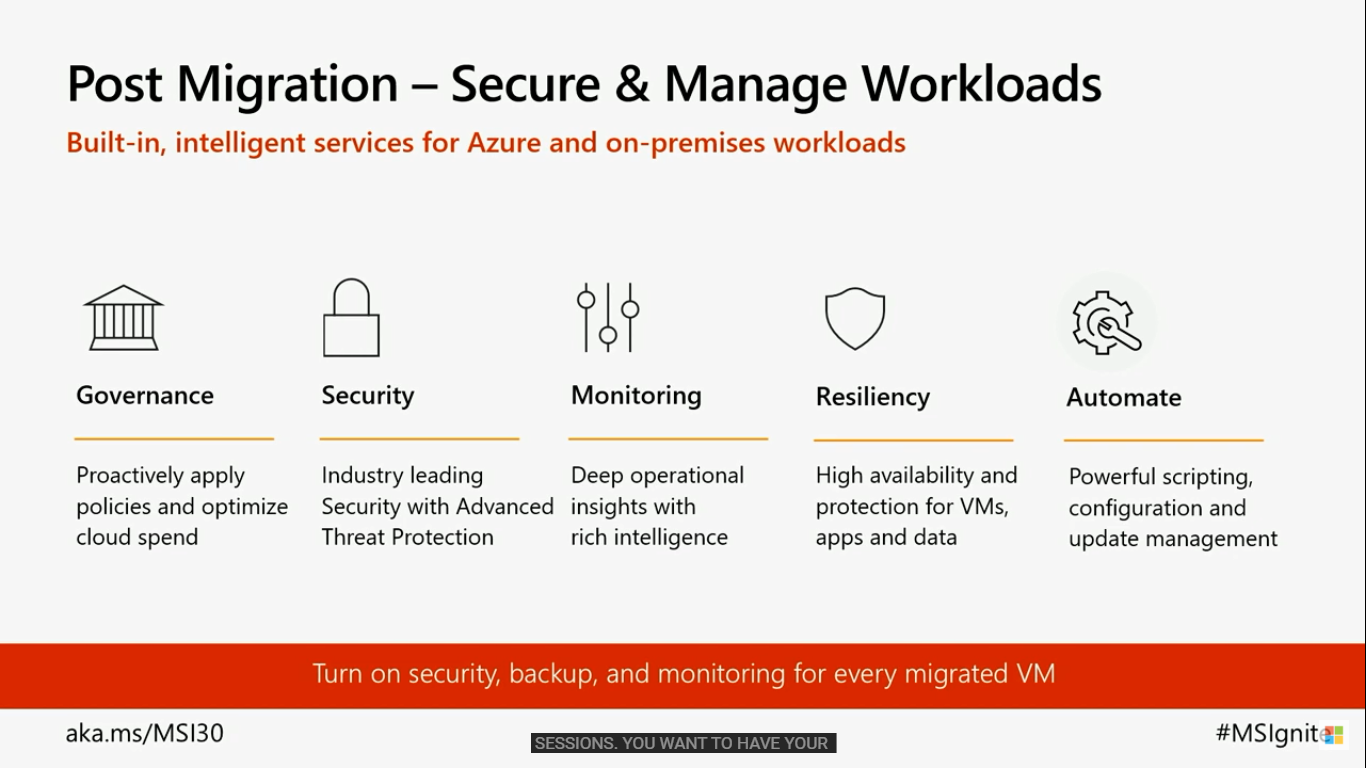 Post Migration – Secure & Manage Workloads
Built-in, intelligent services for Azure and on-premises workloads
Governance
Proactively apply
policies and optimize
cloud spend
Security
Industry leading
Security with Advanced
Threat Protection
Monitoring
Deep operational
insights with
rich intelligence
Resiliency
High availability and
protection for VMs,
apps and data
Automate
Powerful scripting,
configuration and
update management
Turn on security, backup, and monitoring for every migrated VM
aka.ms/MSI30
SESSIONS. YOU WANT TO HAVE YOUR
#MSIgnite